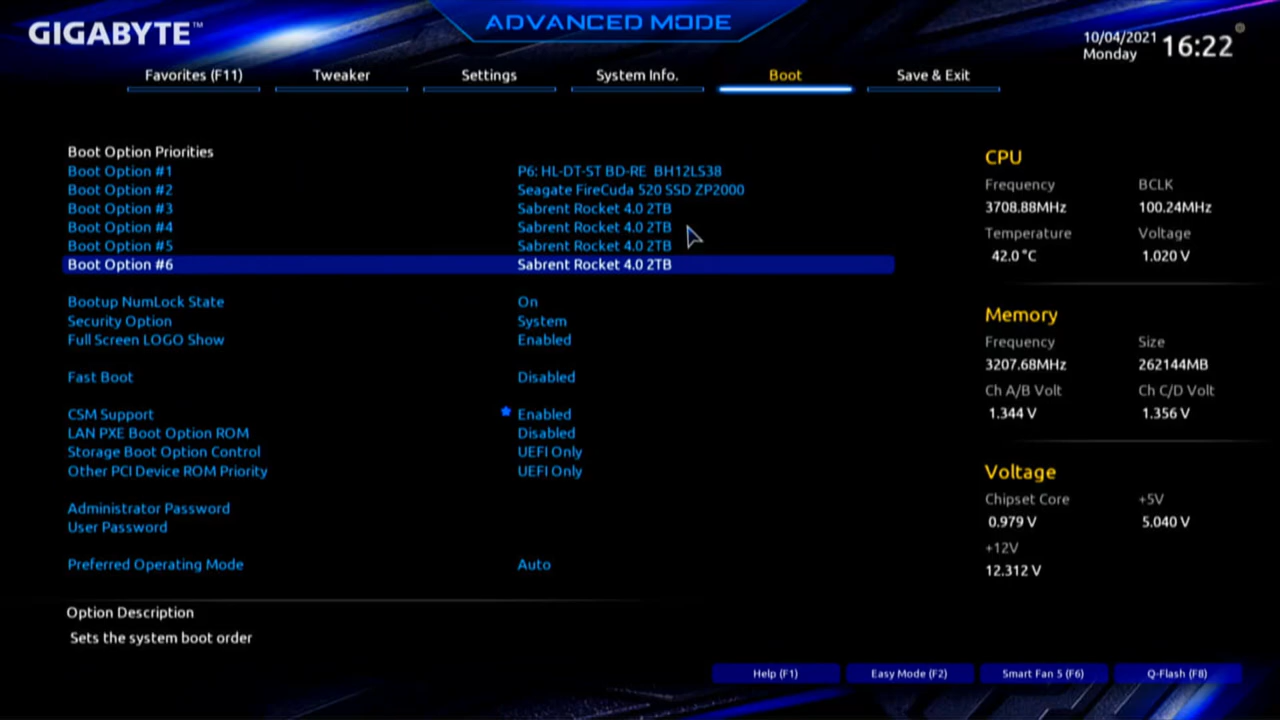 GIGABYTE™
ADVANCED MODE
10/04/2021
Monday
16:22
Favorites (F11) Tweaker Settings System Info. Boot Save & Exit
Boot Option Priorities
Boot Option #1 P6: HL-DT-ST BD-RE BH12LS38
Boot Option #2 Seagate FireCuda 520 SSD ZP2000
Boot Option #3 Sabrent Rocket 4.0 2TB
Boot Option #4 Sabrent Rocket 4.0 2TB
Boot Option #5 Sabrent Rocket 4.0 2TB
Boot Option #6 Sabrent Rocket 4.0 2TB
Bootup NumLock State On
Security Option System
Full Screen LOGO Show Enabled
Fast Boot Disabled
CSM Support Enabled
LAN PXE Boot Option ROM Disabled
Storage Boot Option Control UEFI Only
Other PCI Device ROM Priority UEFI Only
Administrator Password
User Password
Preferred Operating Mode Auto
CPU
Frequency BCLK
3708.88MHz 100.24MHz
Temperature Voltage
42.0 °C 1.020 V
Memory
Frequency Size
3207.68MHz 262144MB
Ch A/B Volt Ch C/D Volt
1.344 V 1.356 V
Voltage
Chipset Core +5V
0.979 V 5.040 V
+12V
12.312 V
Option Description
Sets the system boot order
Help (F1) Easy Mode (F2) Smart Fan 5 (F6) Q-Flash (F8)